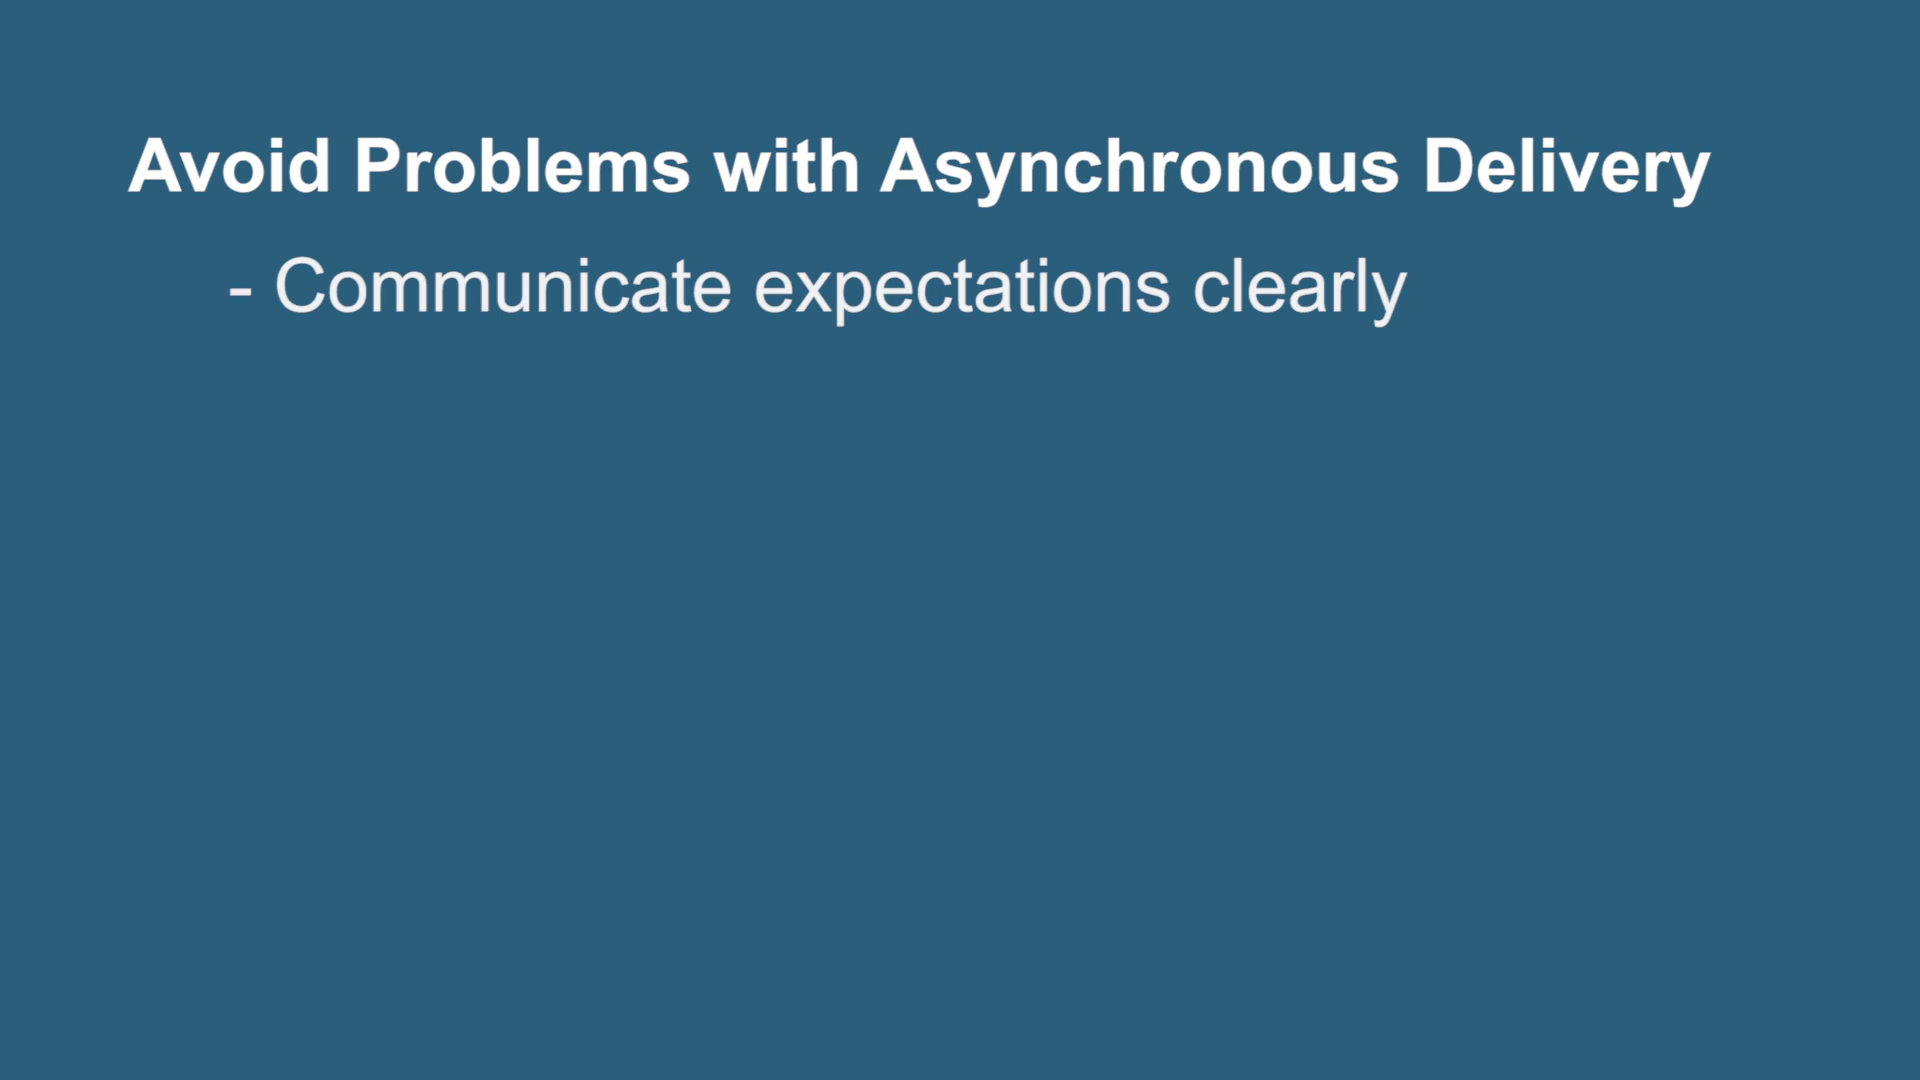 Avoid Problems with Asynchronous Delivery
- Communicate expectations clearly